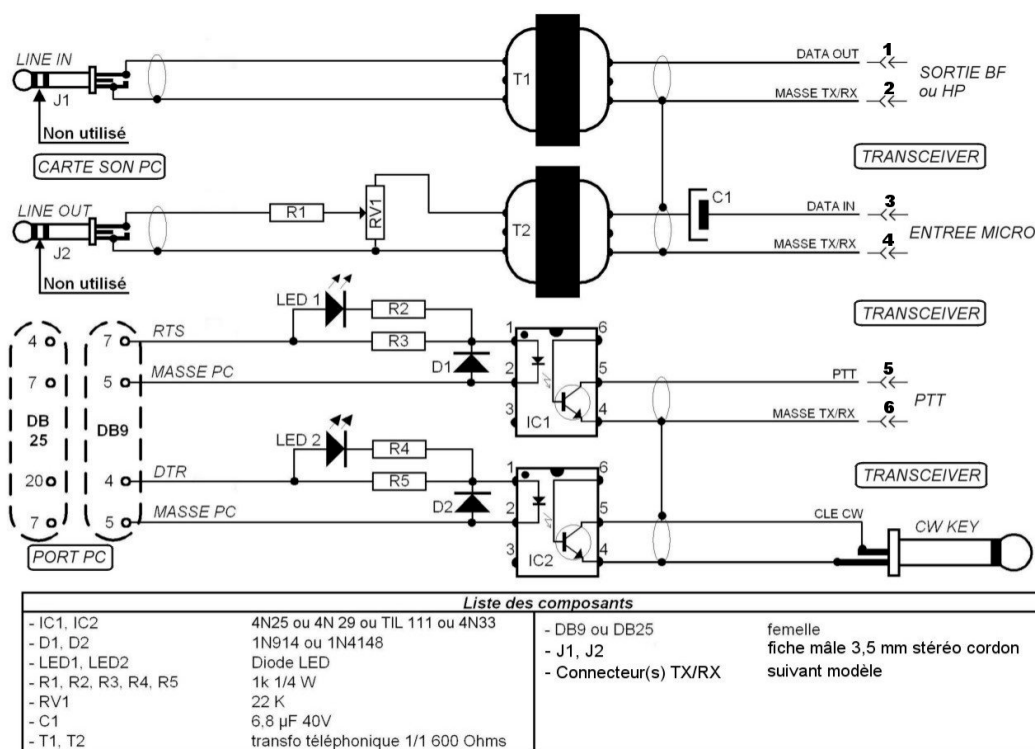 LINE IN
J1
Non utilisé
CARTE SON PC
T1
DATA OUT
1
MASSE TX/RX
2
SORTIE BF
ou HP
TRANSCEIVER
LINE OUT
J2
Non utilisé
R1
RV1
T2
C1
DATA IN
3
MASSE TX/RX
4
ENTREE MICRO
TRANSCEIVER
LED 1
R2
R3
D1
RTS
MASSE PC
4
7
7
5
DB
25
DB9
1
2
3
6
5
4
IC1
PTT
5
MASSE TX/RX
6
PTT
TRANSCEIVER
LED 2
R4
R5
D2
DTR
MASSE PC
20
4
7
5
PORT PC
1
2
3
6
5
4
IC2
CLE CW
CW KEY
Liste des composants
- IC1, IC2 4N25 ou 4N 29 ou TIL 111 ou 4N33
- D1, D2 1N914 ou 1N4148
- LED1, LED2 Diode LED
- R1, R2, R3, R4, R5 1k 1/4 W
- RV1 22 K
- C1 6,8 µF 40V
- T1, T2 transfo téléphonique 1/1 600 Ohms
- DB9 ou DB25 femelle
- J1, J2 fiche mâle 3,5 mm stéréo cordon
- Connecteur(s) TX/RX suivant modèle